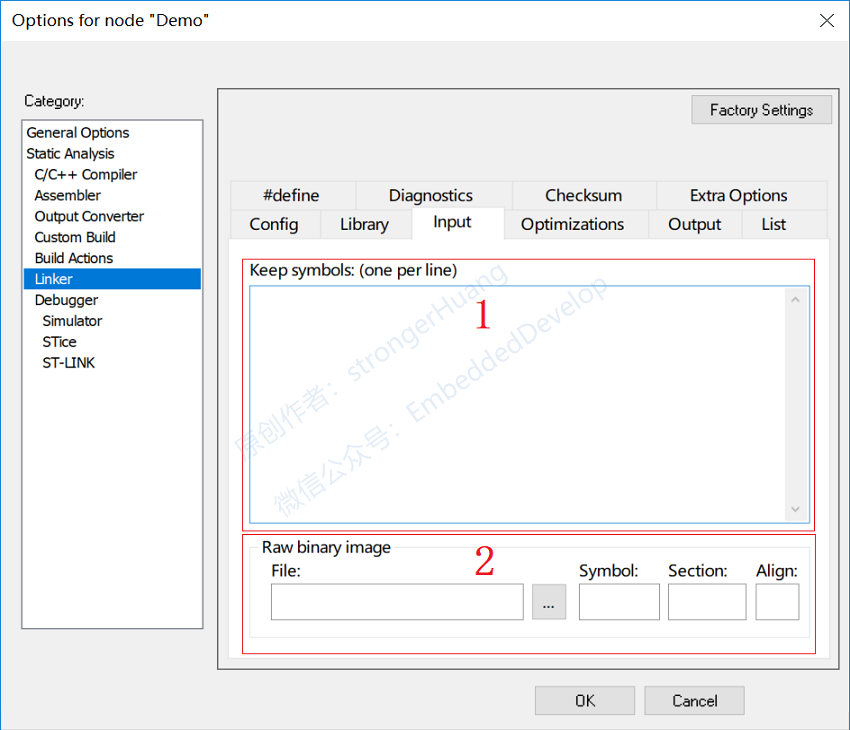 Options for node "Demo"
Category:
General Options
Static Analysis
C/C++ Compiler
Assembler
Output Converter
Custom Build
Build Actions
Linker
Debugger
Simulator
STice
ST-LINK
Factory Settings
#define Diagnostics Checksum Extra Options
Config Library Input Optimizations Output List
Keep symbols: (one per line)
1
原创作者：strongerHuang
微信公众号：EmbeddedDevelop
Raw binary image
2
File: Symbol: Section: Align:
...
OK Cancel